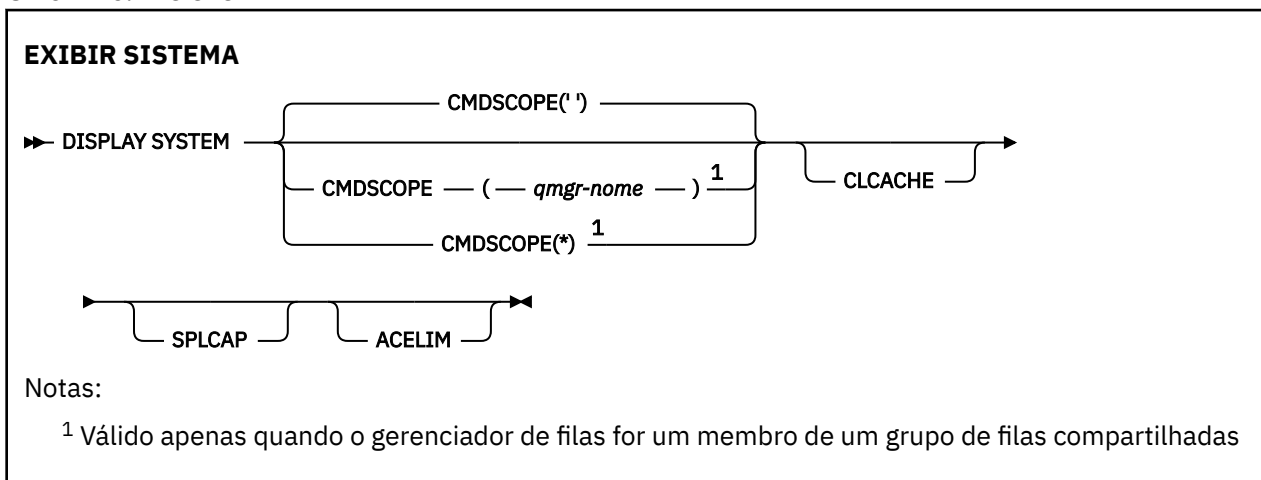 EXIBIR SISTEMA
CMDSCOPE(' ')
DISPLAY SYSTEM
CMDSCOPE ( qmgr-nome ) 1
CLCACHE
CMDSCOPE(*) 1
SPLCAP
ACELIM
Notas:
1 Válido apenas quando o gerenciador de filas for um membro de um grupo de filas compartilhadas